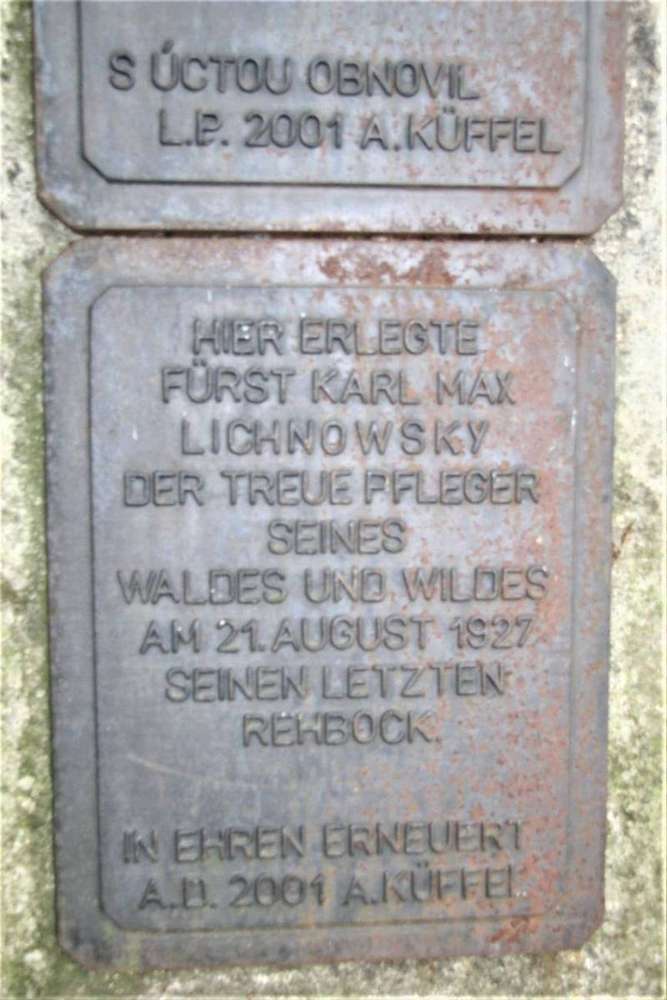 S ÚCTOU OBNOVIL
L.P. 2001 A.KÜFFEL
HIER ERLEGTE
FÜRST KARL MAX
LICHNOWSKY
DER TREUE PFLEGER
SEINES
WALDES UND WILDES
AM 21. AUGUST 1927
SEINEN LETZTEN
REHBOCK.
IN EHREN ERNEUERT
A.D. 2001 A.KÜFFEL